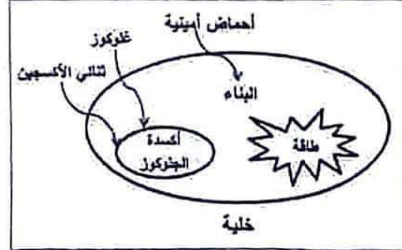 أحماض أمينية
غلوكوز
ثنائي الأكسجين
البناء
أكسدة
الجلوكوز
طاقة
خلية